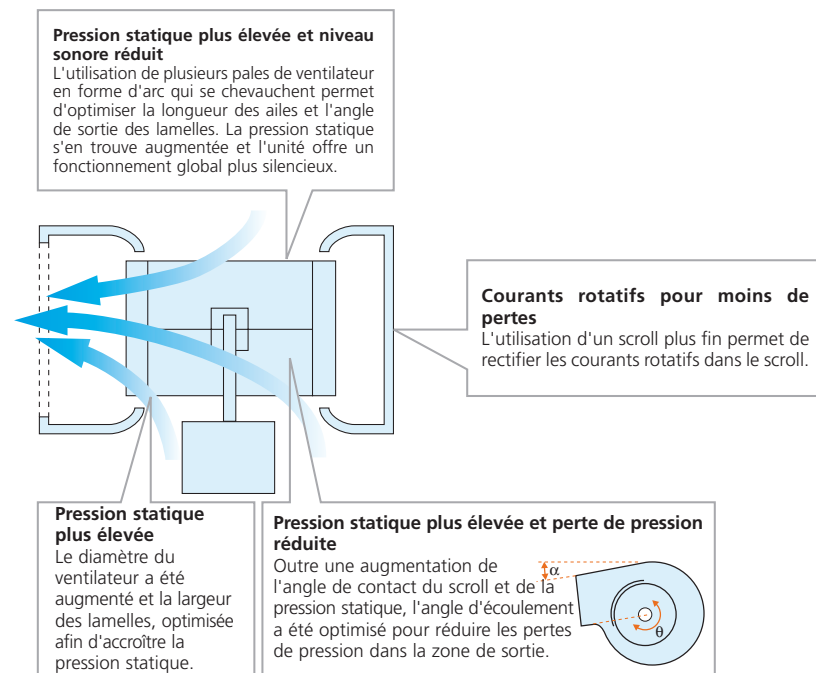 Pression statique plus élevée et niveau
sonore réduit
L'utilisation de plusieurs pales de ventilateur
en forme d'arc qui se chevauchent permet
d'optimiser la longueur des ailes et l'angle
de sortie des lamelles. La pression statique
s'en trouve augmentée et l'unité offre un
fonctionnement global plus silencieux.
Courants rotatifs pour moins de
pertes
L'utilisation d'un scroll plus fin permet de
rectifier les courants rotatifs dans le scroll.
Pression statique
plus élevée
Le diamètre du
ventilateur a été
augmenté et la largeur
des lamelles, optimisée
afin d'accroître la
pression statique.
Pression statique plus élevée et perte de pression
réduite
Outre une augmentation de
l'angle de contact du scroll et de la
pression statique, l'angle d'écoulement
a été optimisé pour réduire les pertes
de pression dans la zone de sortie.
α
θ